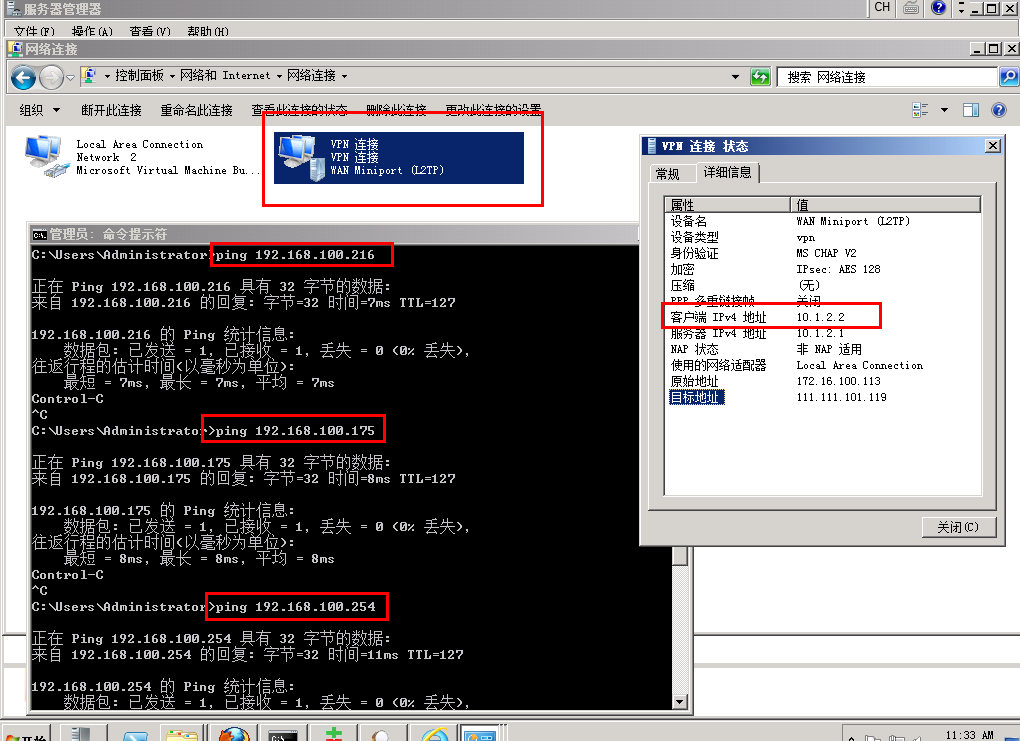 服务器管理器
CH
文件(F) 操作(A) 查看(V) 帮助(H)
网络连接
控制面板 网络和 Internet 网络连接
搜索 网络连接
组织 断开此连接 重命名此连接 查看此连接的状态 删除此连接 更改此连接的设置
Local Area Connection
Network 2
Microsoft Virtual Machine Bu...
VPN 连接
VPN 连接
WAN Miniport (L2TP)
VPN 连接 状态
常规 详细信息
属性 值
设备名 WAN Miniport (L2TP)
设备类型 vpn
身份验证 MS CHAP V2
加密 IPsec: AES 128
压缩 (无)
PPP 多重链接帧 关闭
客户端 IPv4 地址 10.1.2.2
服务器 IPv4 地址 10.1.2.1
NAP 状态 非 NAP 适用
使用的网络适配器 Local Area Connection
原始地址 172.16.100.113
目标地址 111.111.101.119
关闭(C)
管理员: 命令提示符
C:\Users\Administrator>ping 192.168.100.216
正在 Ping 192.168.100.216 具有 32 字节的数据:
来自 192.168.100.216 的回复: 字节=32 时间=7ms TTL=127
192.168.100.216 的 Ping 统计信息:
数据包: 已发送 = 1, 已接收 = 1, 丢失 = 0 (0% 丢失),
往返行程的估计时间(以毫秒为单位):
最短 = 7ms, 最长 = 7ms, 平均 = 7ms
Control-C
^C
C:\Users\Administrator>ping 192.168.100.175
正在 Ping 192.168.100.175 具有 32 字节的数据:
来自 192.168.100.175 的回复: 字节=32 时间=8ms TTL=127
192.168.100.175 的 Ping 统计信息:
数据包: 已发送 = 1, 已接收 = 1, 丢失 = 0 (0% 丢失),
往返行程的估计时间(以毫秒为单位):
最短 = 8ms, 最长 = 8ms, 平均 = 8ms
Control-C
^C
C:\Users\Administrator>ping 192.168.100.254
正在 Ping 192.168.100.254 具有 32 字节的数据:
来自 192.168.100.254 的回复: 字节=32 时间=11ms TTL=127
192.168.100.254 的 Ping 统计信息:
数据包: 已发送 = 1, 已接收 = 1, 丢失 = 0 (0% 丢失),
开始
11:33 AM